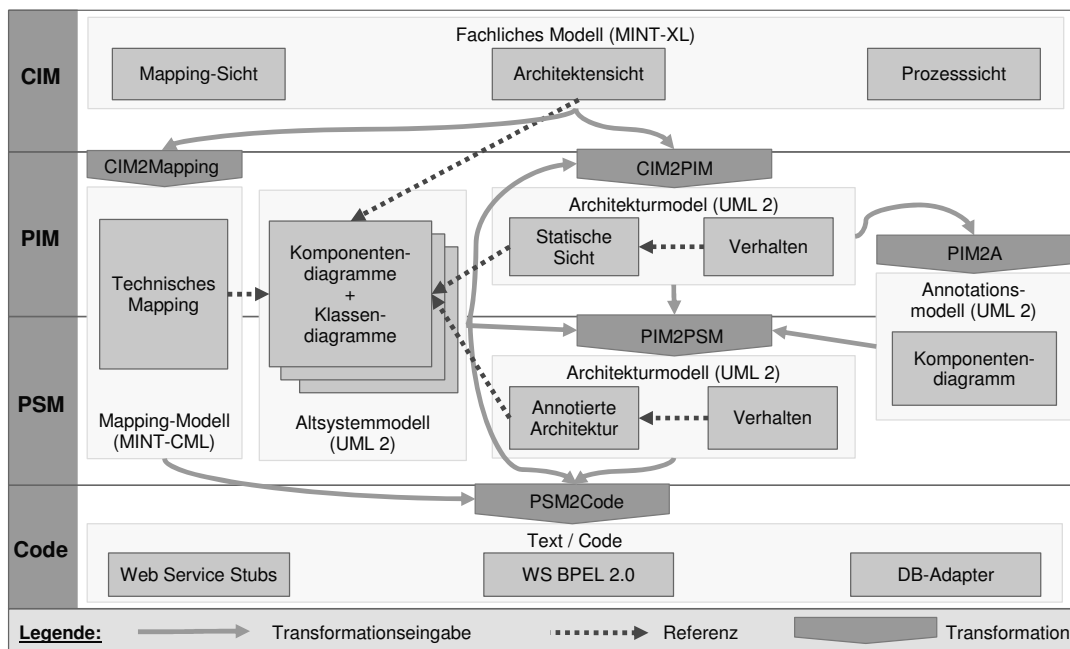 CIM
Fachliches Modell (MINT-XL)
Mapping-Sicht
Architektensicht
Prozesssicht
PIM
CIM2Mapping
CIM2PIM
Architekturmodel (UML 2)
Statische
Sicht
Verhalten
PIM2A
Technisches
Mapping
Komponenten-
diagramme
+
Klassen-
diagramme
Annotations-
modell (UML 2)
Komponenten-
diagramm
PSM
PIM2PSM
Architekturmodell (UML 2)
Annotierte
Architektur
Verhalten
Mapping-Modell
(MINT-CML)
Altsystemmodell
(UML 2)
Code
PSM2Code
Text / Code
Web Service Stubs
WS BPEL 2.0
DB-Adapter
Legende:
Transformationseingabe
Referenz
Transformation